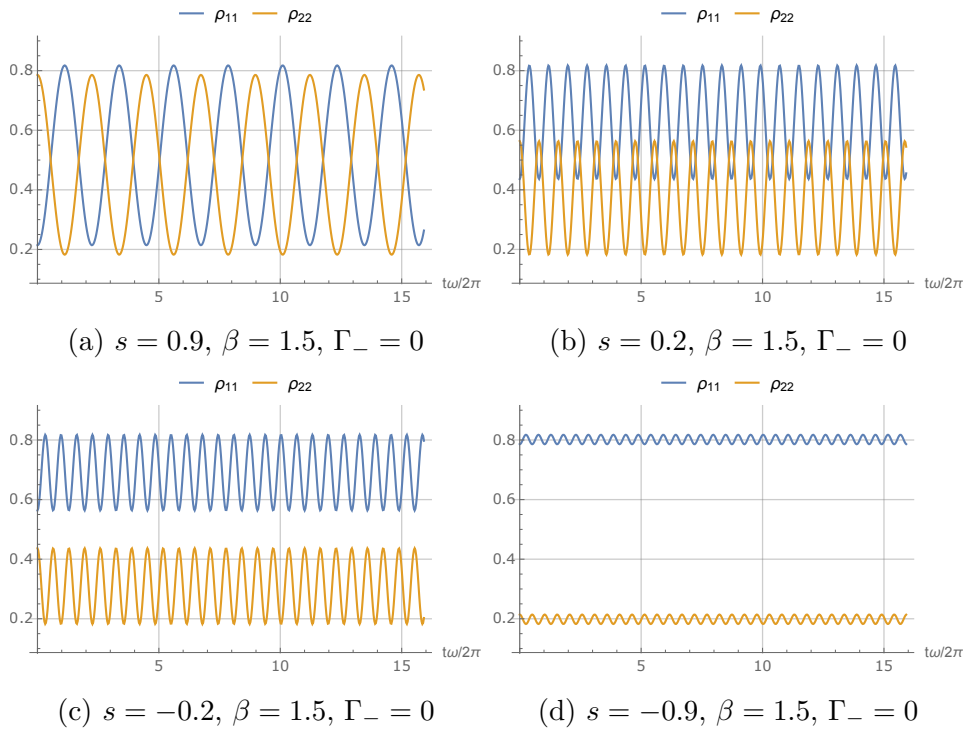 ρ₁₁ ρ₂₂
0.8
0.6
0.4
0.2
5 10 15
tω/2π
(a) s = 0.9, β = 1.5, Γ₋ = 0
ρ₁₁ ρ₂₂
0.8
0.6
0.4
0.2
5 10 15
tω/2π
(b) s = 0.2, β = 1.5, Γ₋ = 0
ρ₁₁ ρ₂₂
0.8
0.6
0.4
0.2
5 10 15
tω/2π
(c) s = −0.2, β = 1.5, Γ₋ = 0
ρ₁₁ ρ₂₂
0.8
0.6
0.4
0.2
5 10 15
tω/2π
(d) s = −0.9, β = 1.5, Γ₋ = 0